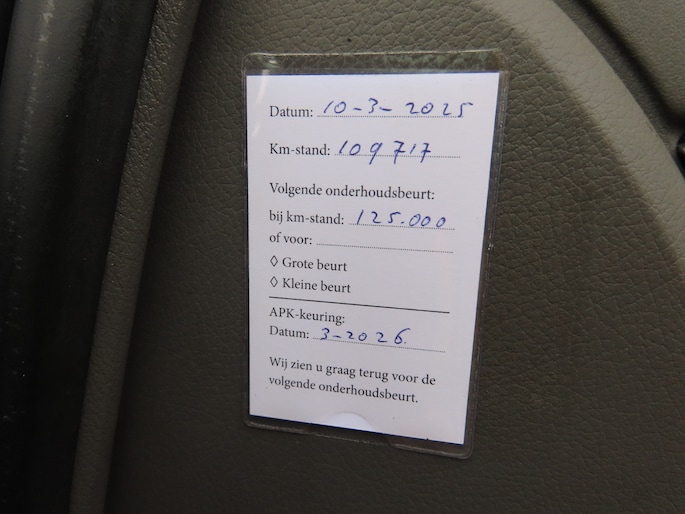 Datum: 10-3-2025
Km-stand: 109717
Volgende onderhoudsbeurt:
bij km-stand: 125.000
of voor:
◊ Grote beurt
◊ Kleine beurt
APK-keuring:
Datum: 3-2026
Wij zien u graag terug voor de
volgende onderhoudsbeurt.